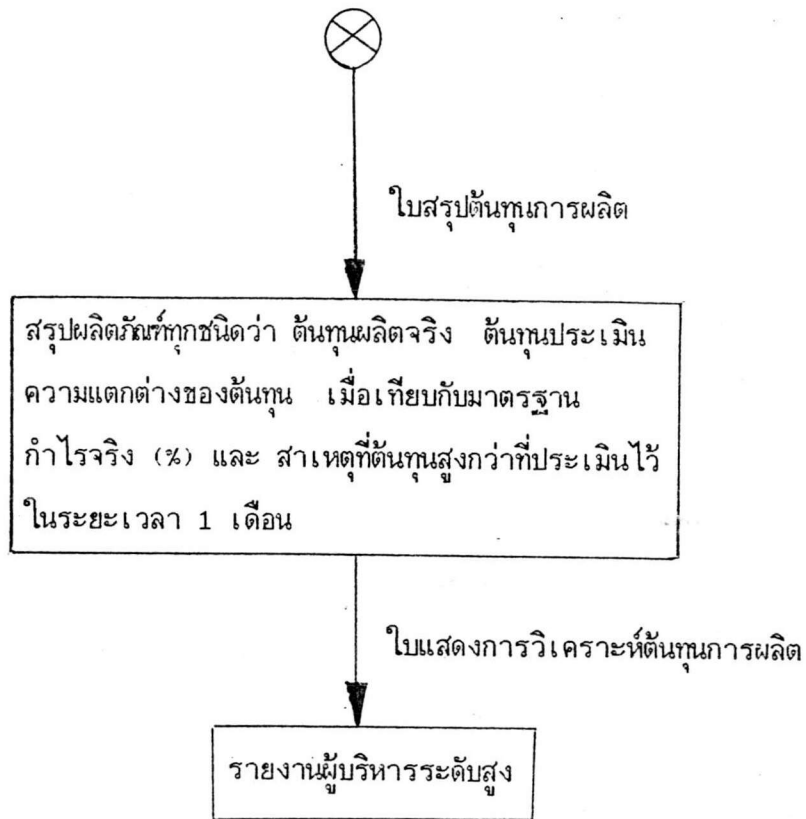 ใบสรุปต้นทุนการผลิต
สรุปผลิตภัณฑ์ทุกชนิดว่า ต้นทุนผลิตจริง ต้นทุนประเมิน
ความแตกต่างของต้นทุน เมื่อเทียบกับมาตรฐาน
กำไรจริง (%) และ สาเหตุที่ต้นทุนสูงกว่าที่ประเมินไว้
ในระยะเวลา 1 เดือน
ใบแสดงการวิเคราะห์ต้นทุนการผลิต
รายงานผู้บริหารระดับสูง